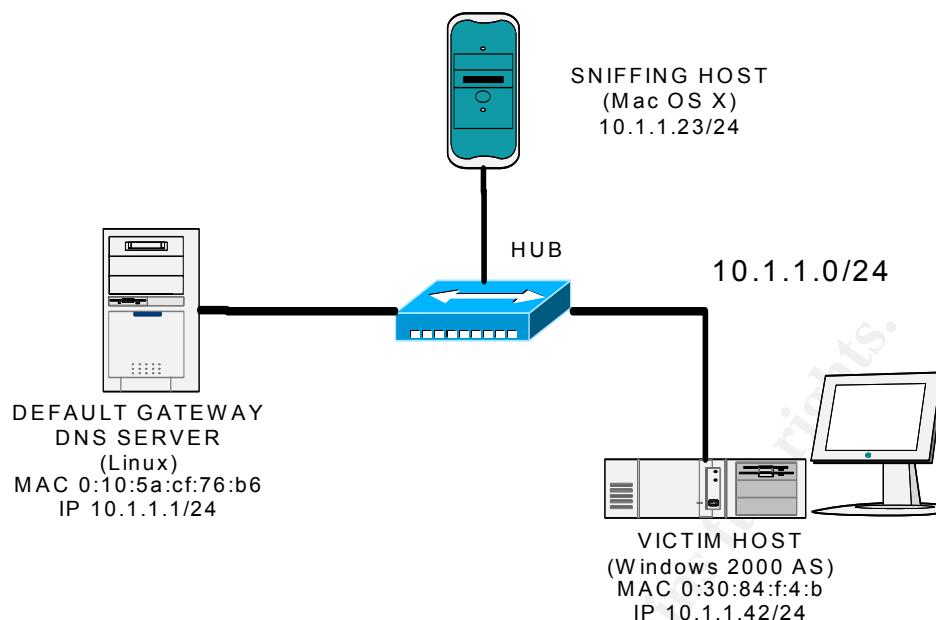 SNIFFING HOST
(Mac OS X)
10.1.1.23/24
HUB
10.1.1.0/24
DEFAULT GATEWAY
DNS SERVER
(Linux)
MAC 0:10:5a:cf:76:b6
IP 10.1.1.1/24
VICTIM HOST
(Windows 2000 AS)
MAC 0:30:84:f:4:b
IP 10.1.1.42/24
rights.